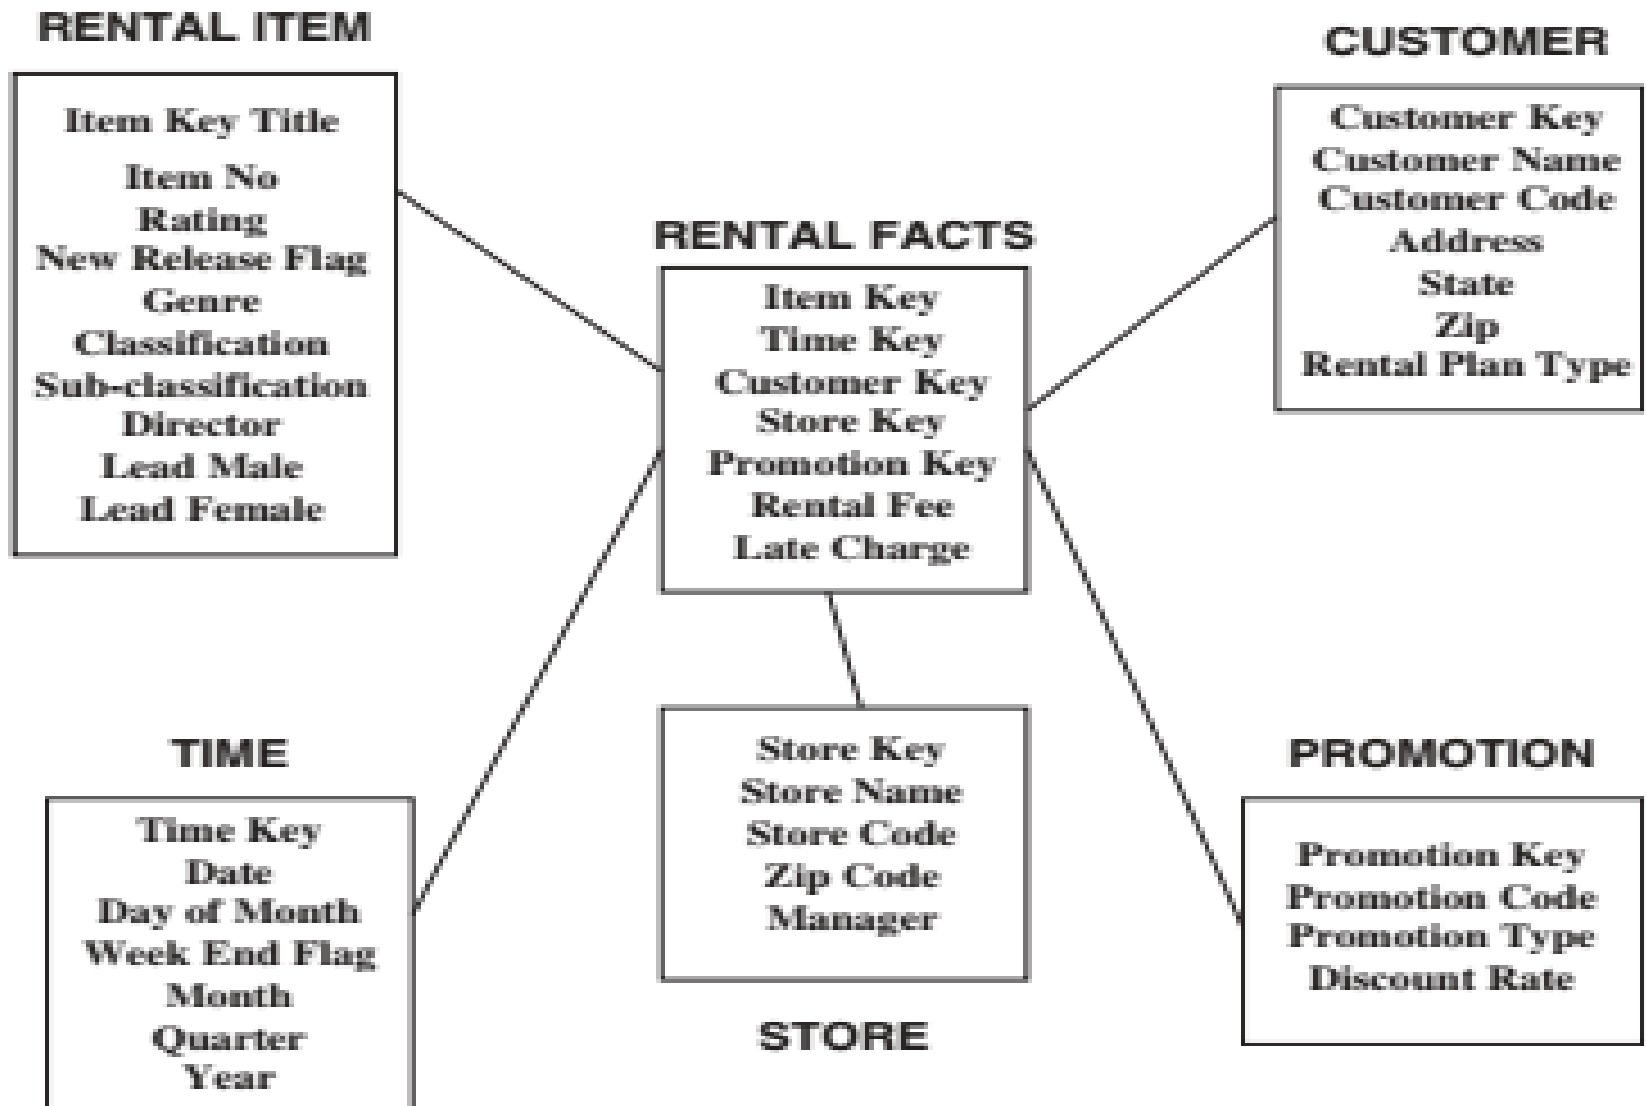 RENTAL ITEM
Item Key Title
Item No
Rating
New Release Flag
Genre
Classification
Sub-classification
Director
Lead Male
Lead Female
CUSTOMER
Customer Key
Customer Name
Customer Code
Address
State
Zip
Rental Plan Type
RENTAL FACTS
Item Key
Time Key
Customer Key
Store Key
Promotion Key
Rental Fee
Late Charge
TIME
Time Key
Date
Day of Month
Week End Flag
Month
Quarter
Year
Store Key
Store Name
Store Code
Zip Code
Manager
STORE
PROMOTION
Promotion Key
Promotion Code
Promotion Type
Discount Rate